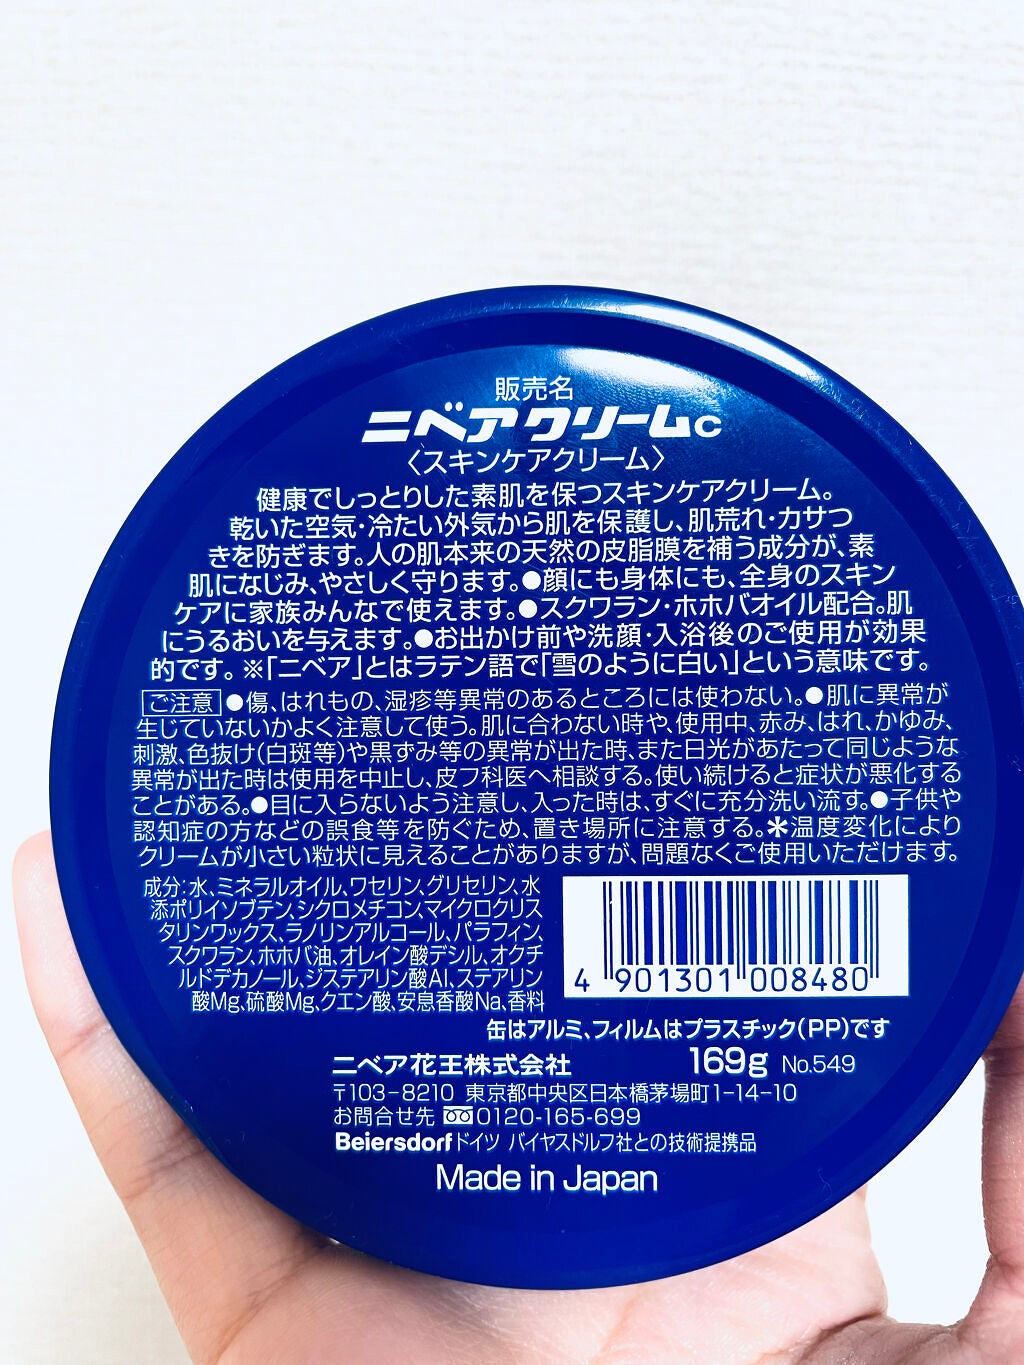 販売名
ニベアクリームc
〈スキンケアクリーム〉
健康でしっとりした素肌を保つスキンケアクリーム。
乾いた空気・冷たい外気から肌を保護し、肌荒れ・カサつ
きを防ぎます。人の肌本来の天然の皮脂膜を補う成分が、素
肌になじみ、やさしく守ります。●顔にも身体にも、全身のスキン
ケアに家族みんなで使えます。●スクワラン・ホホバオイル配合。肌
にうるおいを与えます。●お出かけ前や洗顔・入浴後のご使用が効果
的です。※「ニベア」とはラテン語で「雪のように白い」という意味です。
ご注意 ●傷、はれもの、湿疹等異常のあるところには使わない。●肌に異常が
生じていないかよく注意して使う。肌に合わない時や、使用中、赤み、はれ、かゆみ、
刺激、色抜け(白斑等)や黒ずみ等の異常が出た時、また日光があたって同じような
異常が出た時は使用を中止し、皮フ科医へ相談する。使い続けると症状が悪化する
ことがある。●目に入らないよう注意し、入った時は、すぐに充分洗い流す。●子供や
認知症の方などの誤食等を防ぐため、置き場所に注意する。＊温度変化により
クリームが小さい粒状に見えることがありますが、問題なくご使用いただけます。
成分：水、ミネラルオイル、ワセリン、グリセリン、水
添ポリイソブテン、シクロメチコン、マイクロクリス
タリンワックス、ラノリンアルコール、パラフィン、
スクワラン、ホホバ油、オレイン酸デシル、オクチ
ルドデカノール、ジステアリン酸Al、ステアリン
酸Mg、硫酸Mg、クエン酸、安息香酸Na、香料
4 901301 008480
缶はアルミ、フィルムはプラスチック(PP)です
ニベア花王株式会社 169g No.549
〒103-8210 東京都中央区日本橋茅場町1-14-10
お問合せ先 0120-165-699
Beiersdorf ドイツ バイヤスドルフ社との技術提携品
Made in Japan